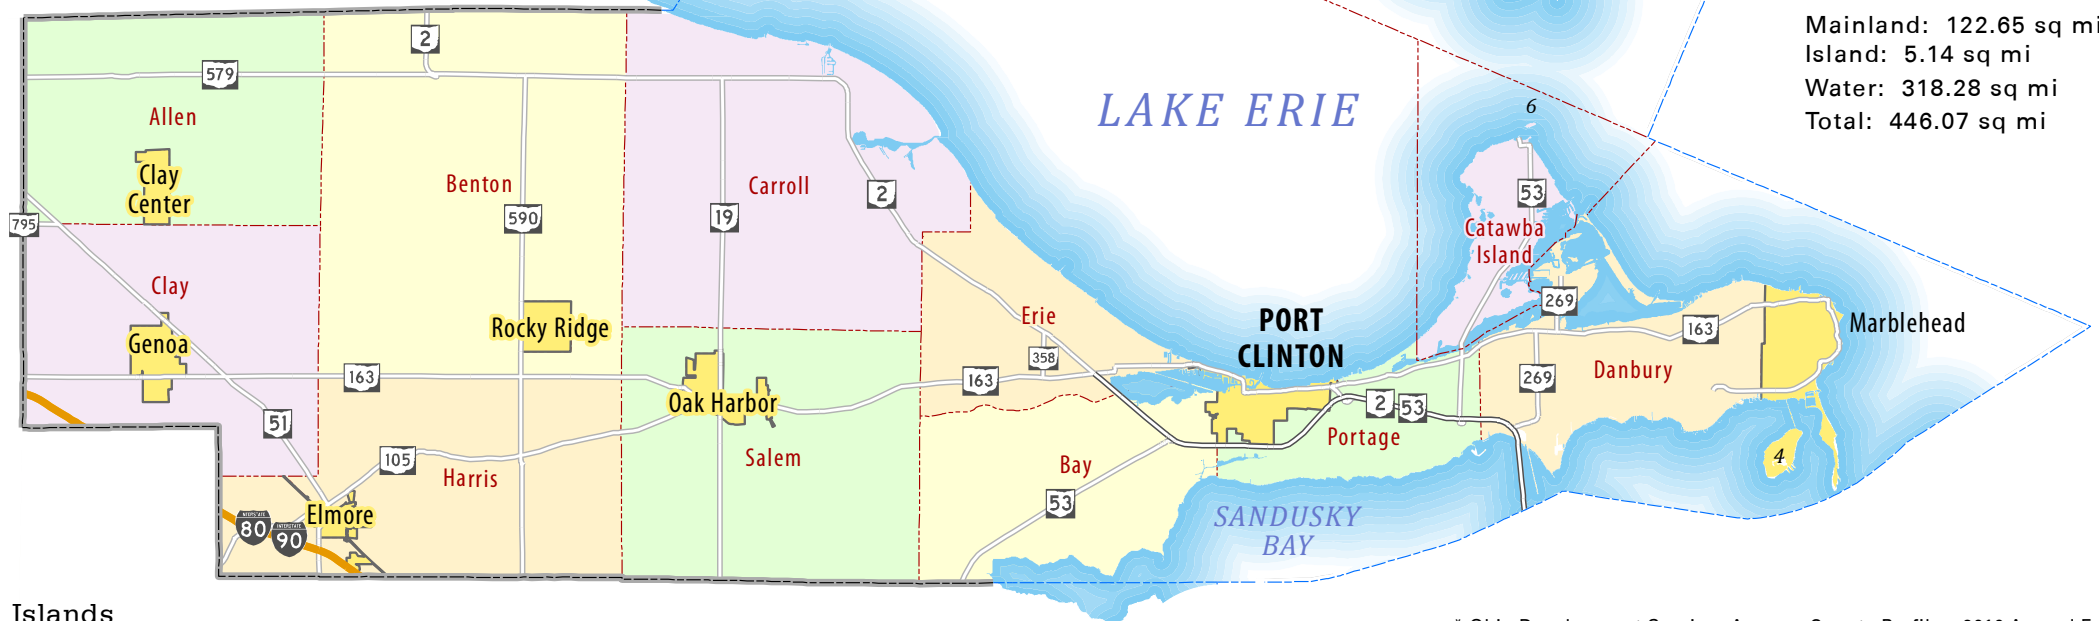 Mainland: 122.65 sq mi
Island: 5.14 sq mi
Water: 318.28 sq mi
Total: 446.07 sq mi
2
579
LAKE ERIE
6
Allen
Clay
Center
Benton
Carroll
2
53
795
590
19
Catawba
Island
Clay
269
Erie
PORT
CLINTON
163
Marblehead
Rocky Ridge
Genoa
358
163
163
269
Danbury
Oak Harbor
2
53
51
Portage
105
Harris
Salem
Bay
4
53
Elmore
INTERSTATE
80
INTERSTATE
90
SANDUSKY
BAY
Islands